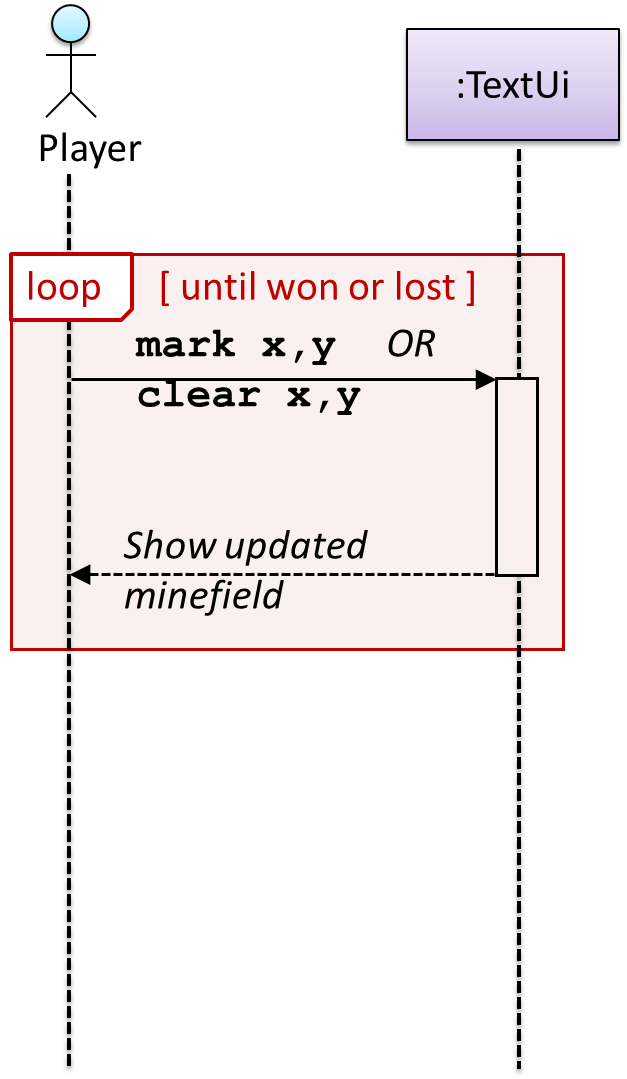 :TextUi
Player
loop [ until won or lost ]
mark x,y OR
clear x,y
Show updated
minefield